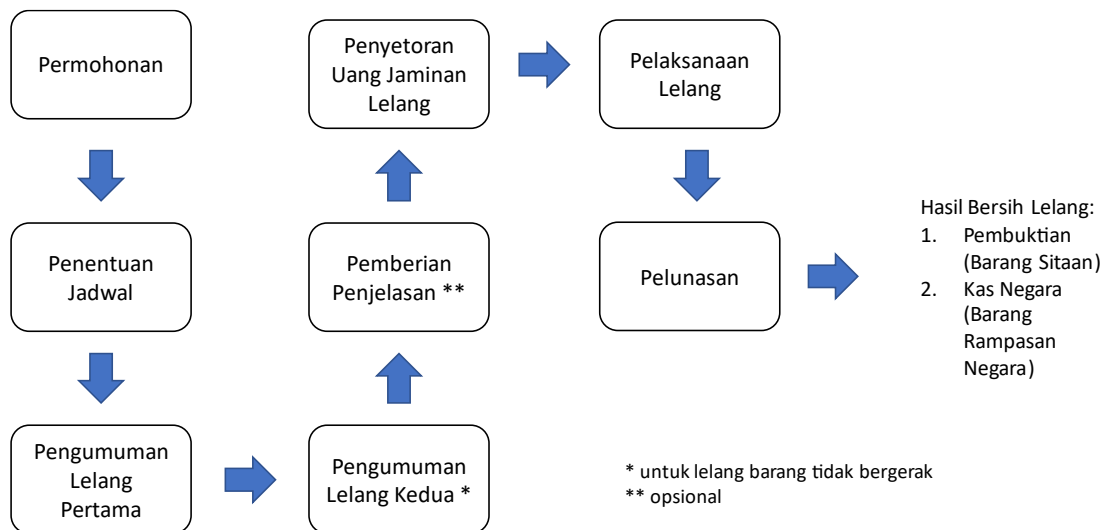 Permohonan
Penentuan
Jadwal
Pengumuman
Lelang
Pertama
Pengumuman
Lelang Kedua *
Pemberian
Penjelasan **
Penyetoran
Uang Jaminan
Lelang
Pelaksanaan
Lelang
Pelunasan
Hasil Bersih Lelang:
1. Pembuktian
(Barang Sitaan)
2. Kas Negara
(Barang
Rampasan
Negara)
* untuk lelang barang tidak bergerak
** opsional